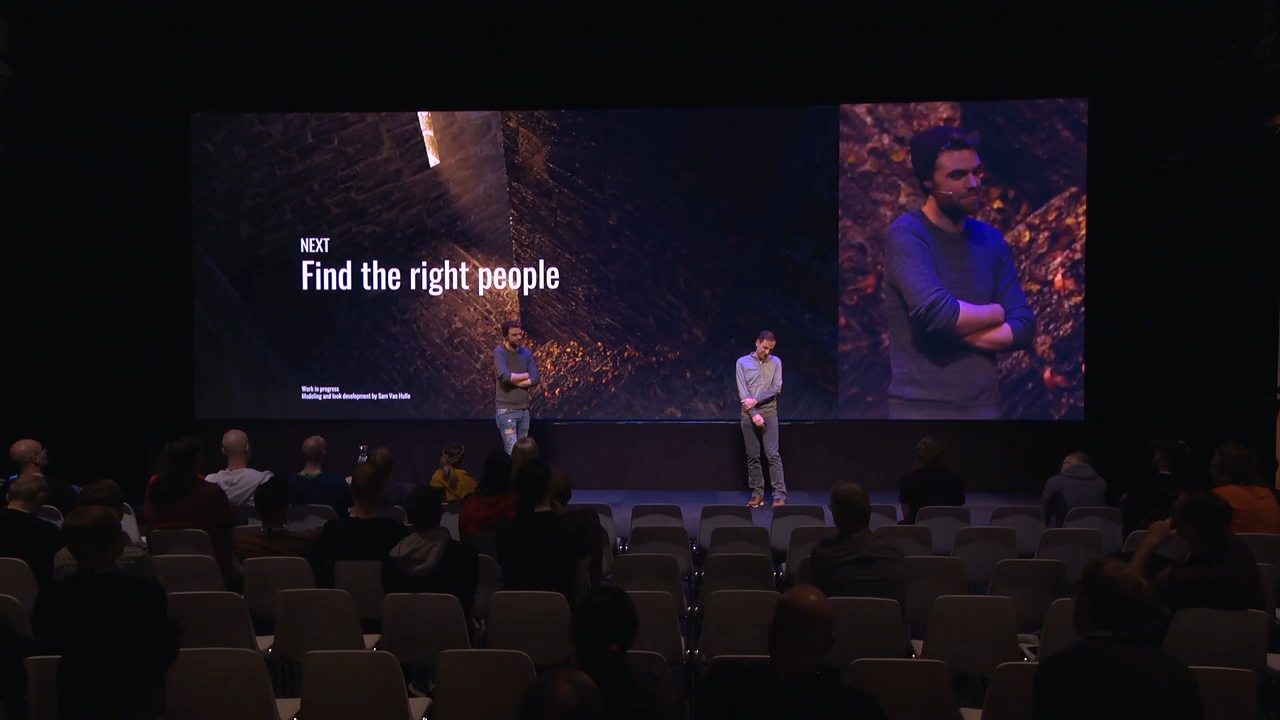 NEXT
Find the right people
Work in progress
Modeling and look development by Sam Van Hulle